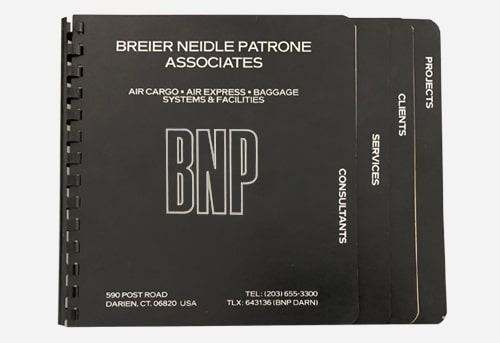 BREIER NEIDLE PATRONE
ASSOCIATES
AIR CARGO • AIR EXPRESS • BAGGAGE
SYSTEMS & FACILITIES
BNP
590 POST ROAD
DARIEN, CT. 06820 USA
TEL: (203) 655-3300
TLX: 643136 (BNP DARN)
CONSULTANTS
SERVICES
CLIENTS
PROJECTS